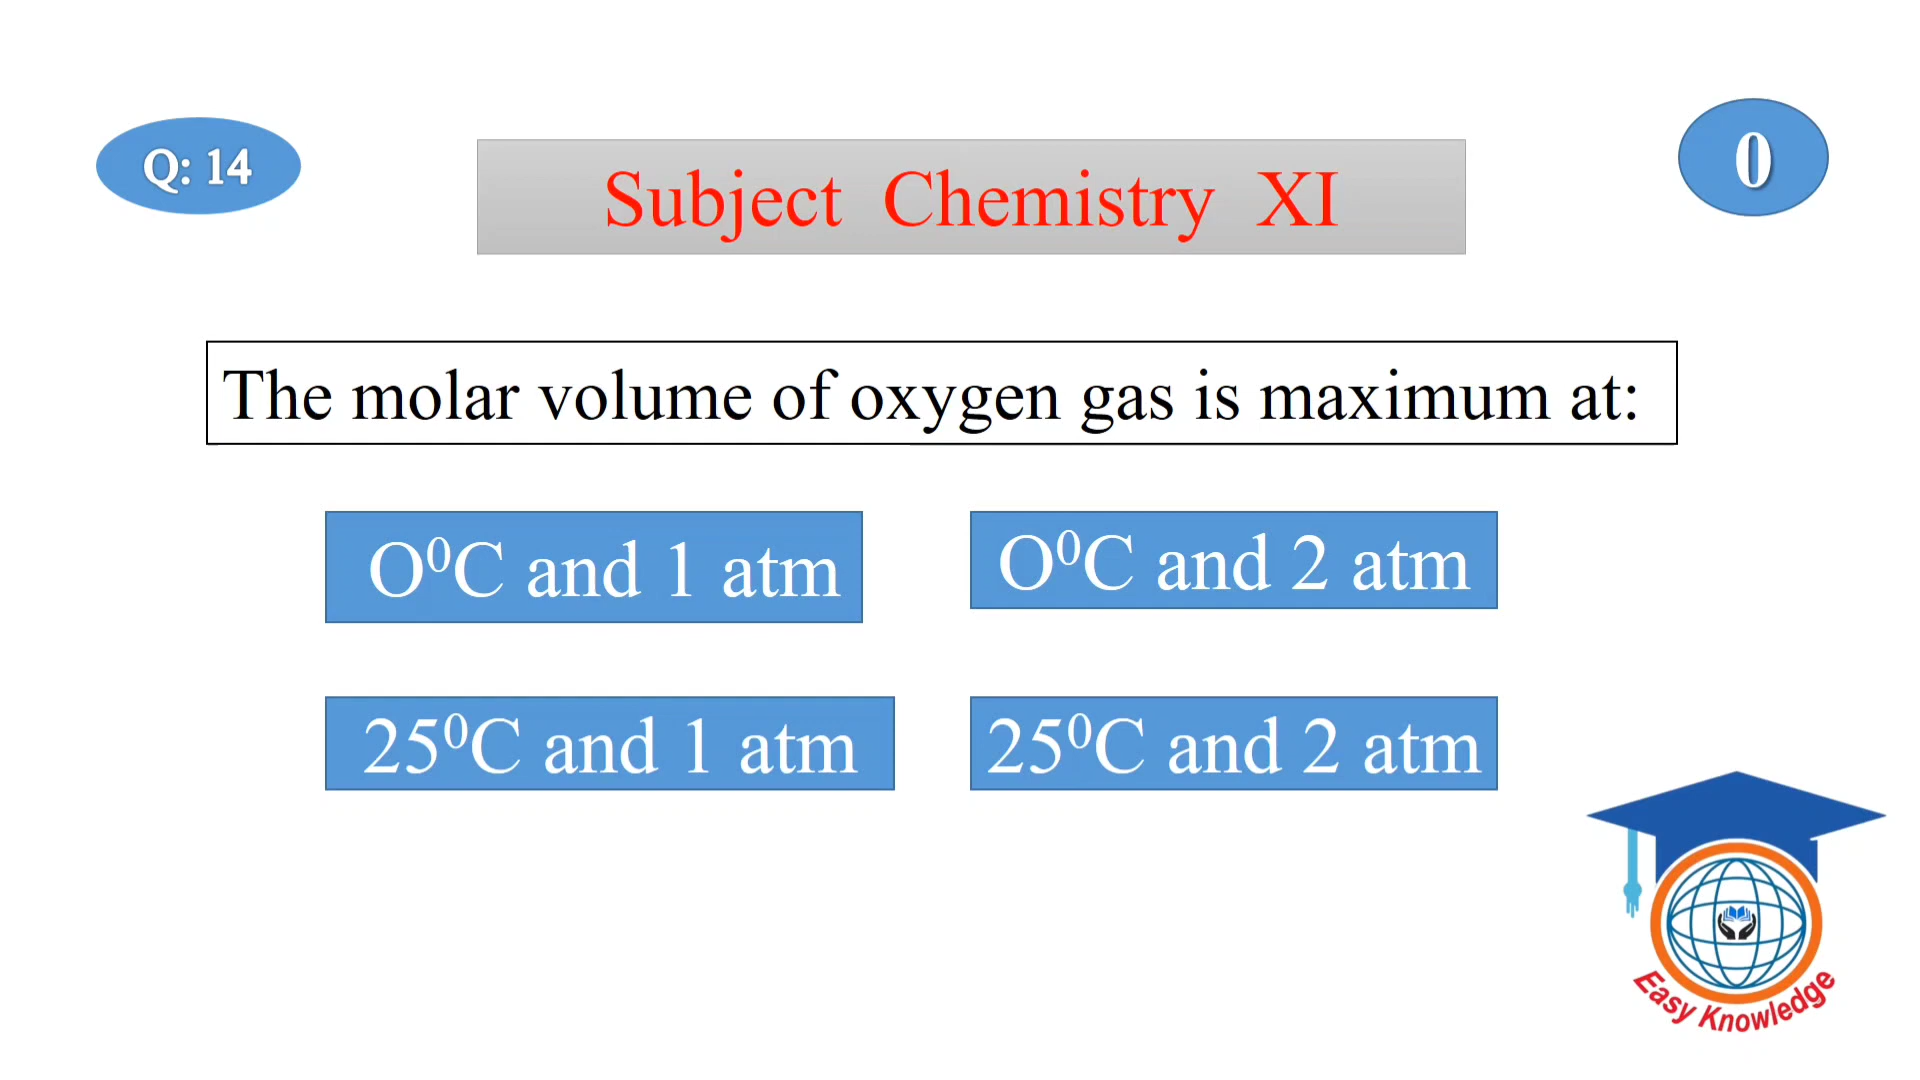 Q: 14
Subject Chemistry XI
0
The molar volume of oxygen gas is maximum at:
O⁰C and 1 atm
O⁰C and 2 atm
25⁰C and 1 atm
25⁰C and 2 atm
Easy Knowledge